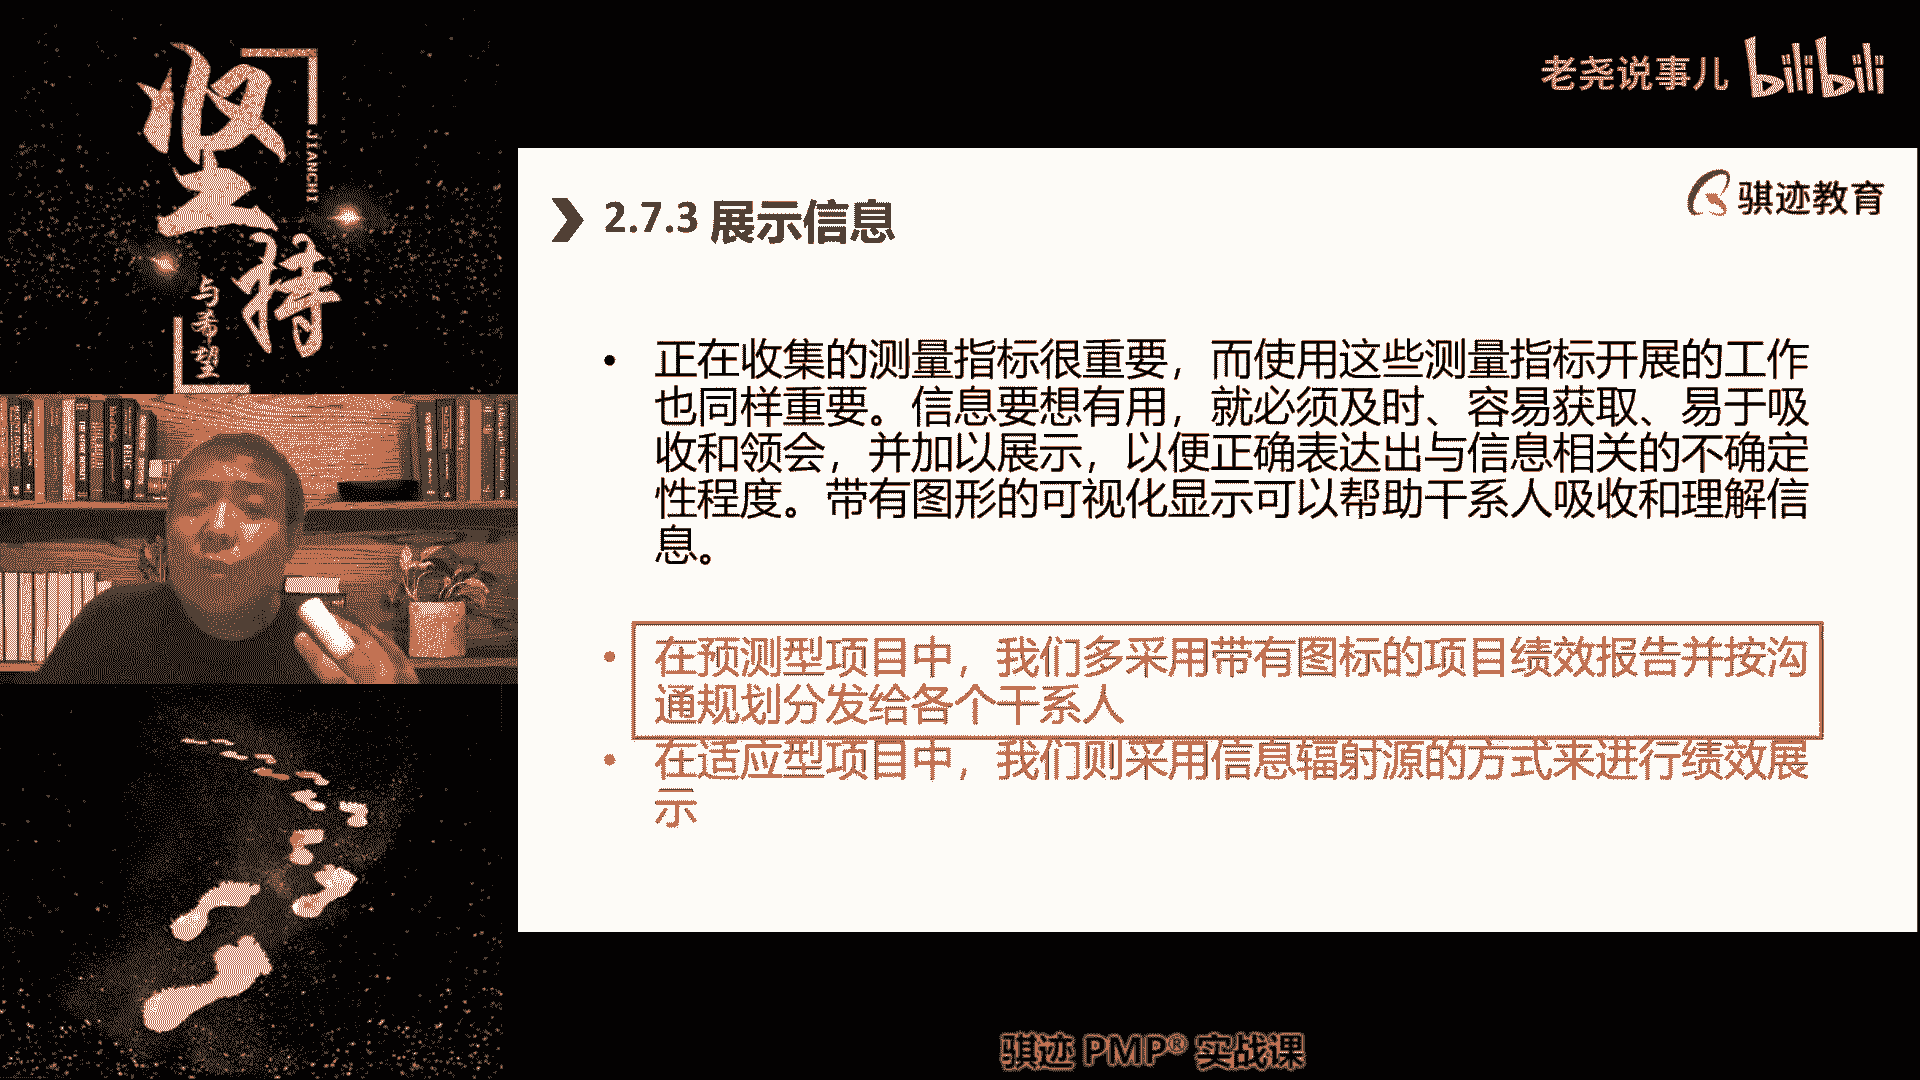 坚持
JIANCHI
与希望
老尧说事儿 bilibili
骐迹教育
2.7.3 展示信息
• 正在收集的测量指标很重要，而使用这些测量指标开展的工作
也同样重要。信息要想有用，就必须及时、容易获取、易于吸
收和领会，并加以展示，以便正确表达出与信息相关的不确定
性程度。带有图形的可视化显示可以帮助干系人吸收和理解信
息。
• 在预测型项目中，我们多采用带有图标的项目绩效报告并按沟
通规划分发给各个干系人
• 在适应型项目中，我们则采用信息辐射源的方式来进行绩效展
示
骐迹 PMP® 实战课